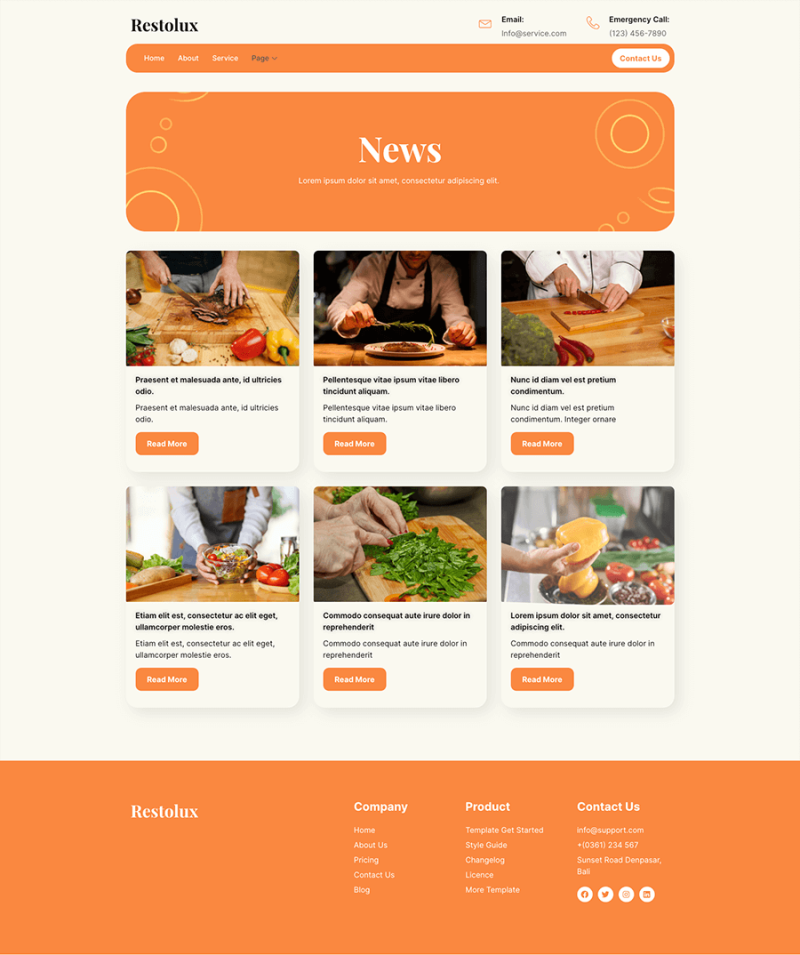 Restolux
Email:
Info@service.com
Emergency Call:
(123) 456-7890
Home
About
Service
Page
Contact Us
News
Lorem ipsum dolor sit amet, consectetur adipiscing elit.
Praesent et malesuada ante, id ultricies
odio.
Praesent et malesuada ante, id ultricies
odio.
Read More
Pellentesque vitae ipsum vitae libero
tincidunt aliquam.
Pellentesque vitae ipsum vitae libero
tincidunt aliquam.
Read More
Nunc id diam vel est pretium
condimentum.
Nunc id diam vel est pretium
condimentum. Integer ornare
Read More
Etiam elit est, consectetur ac elit eget,
ullamcorper molestie eros.
Etiam elit est, consectetur ac elit eget,
ullamcorper molestie eros.
Read More
Commodo consequat aute irure dolor in
reprehenderit
Commodo consequat aute irure dolor in
reprehenderit
Read More
Lorem ipsum dolor sit amet, consectetur
adipiscing elit.
Commodo consequat aute irure dolor in
reprehenderit
Read More
Restolux
Company
Home
About Us
Pricing
Contact Us
Blog
Product
Template Get Started
Style Guide
Changelog
Licence
More Template
Contact Us
info@support.com
+(0361) 234 567
Sunset Road Denpasar,
Bali